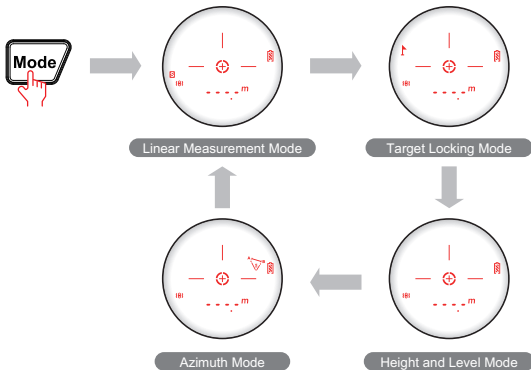 Mode
- - - - . m
Linear Measurement Mode
- - - - . m
Target Locking Mode
- - - - . m
Azimuth Mode
- - - - . m
Height and Level Mode